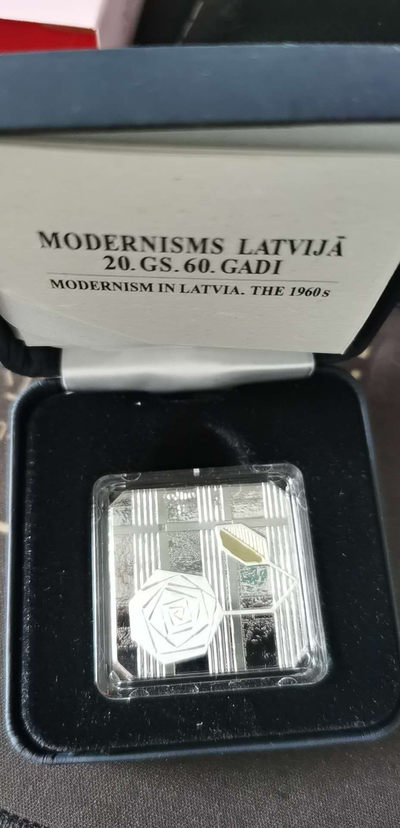 MODERNISMS LATVIJĀ
20. GS. 60. GADI
MODERNISM IN LATVIA. THE 1960s